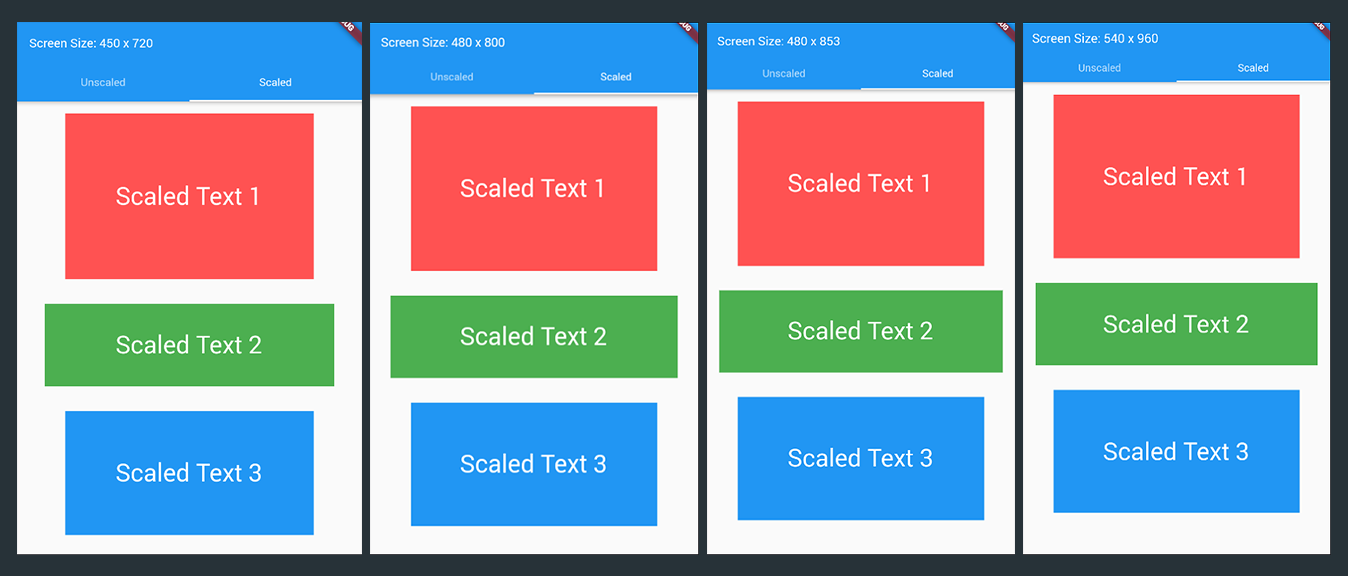 Screen Size: 450 x 720
Unscaled Scaled
Scaled Text 1
Scaled Text 2
Scaled Text 3
Screen Size: 480 x 800
Unscaled Scaled
Scaled Text 1
Scaled Text 2
Scaled Text 3
Screen Size: 480 x 853
Unscaled Scaled
Scaled Text 1
Scaled Text 2
Scaled Text 3
Screen Size: 540 x 960
Unscaled Scaled
Scaled Text 1
Scaled Text 2
Scaled Text 3